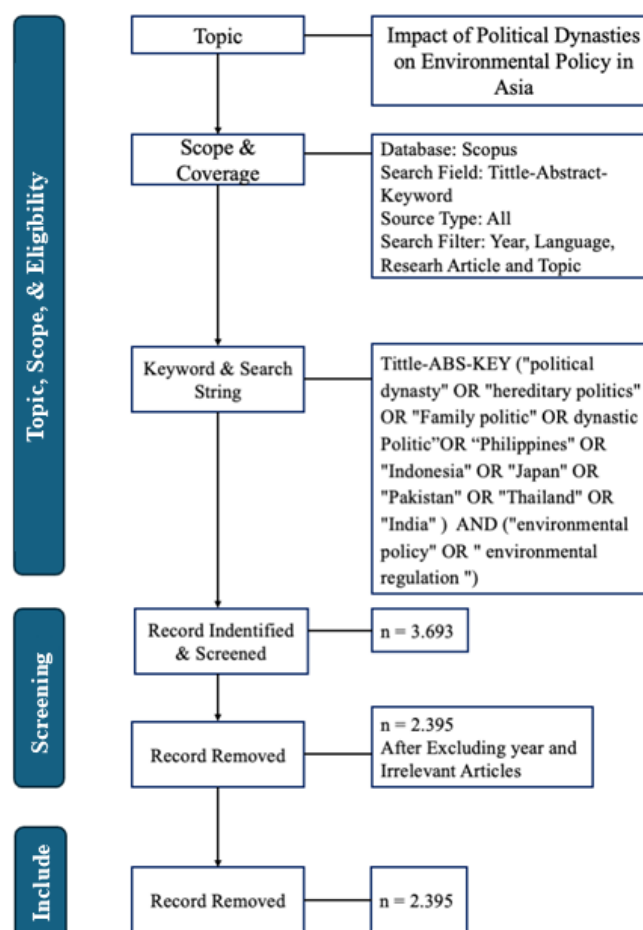 Topic, Scope, & Eligibility
Topic
Impact of Political Dynasties
on Environmental Policy in
Asia
Scope &
Coverage
Database: Scopus
Search Field: Tittle-Abstract-
Keyword
Source Type: All
Search Filter: Year, Language,
Researh Article and Topic
Keyword & Search
String
Tittle-ABS-KEY ("political
dynasty" OR "hereditary politics"
OR "Family politic" OR dynastic
Politic”OR “Philippines" OR
"Indonesia" OR "Japan" OR
"Pakistan" OR "Thailand" OR
"India" ) AND ("environmental
policy" OR " environmental
regulation ")
Screening
Record Indentified
& Screened
n = 3.693
Record Removed
n = 2.395
After Excluding year and
Irrelevant Articles
Include
Record Removed
n = 2.395